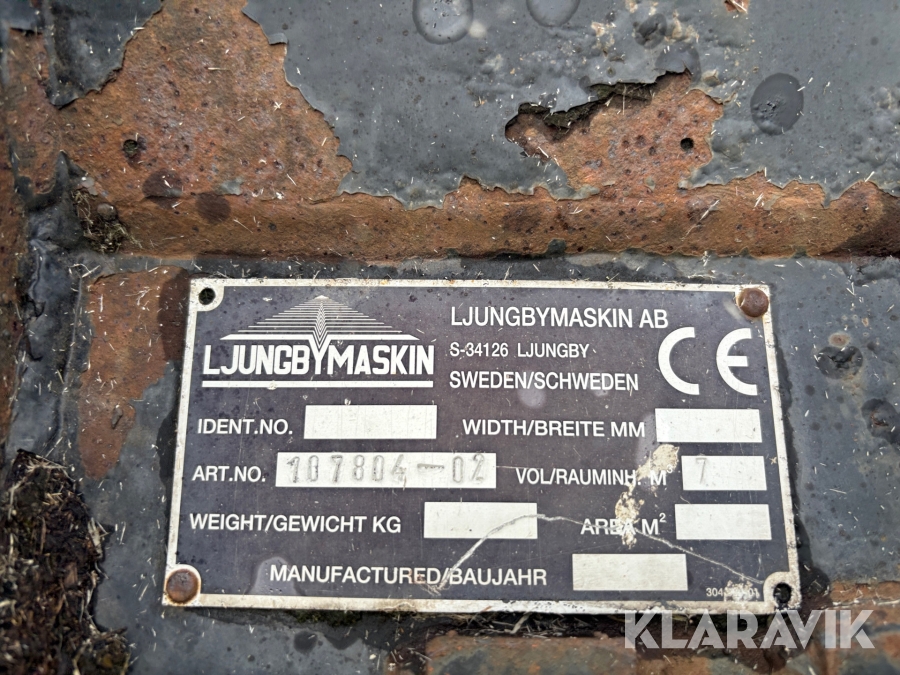 LJUNGBYMASKIN
LJUNGBYMASKIN AB
S-34126 LJUNGBY
SWEDEN/SCHWEDEN
CE
IDENT.NO.
WIDTH/BREITE MM
ART.NO. 107804-02
VOL/RAUMINH. M³ 7
WEIGHT/GEWICHT KG
AREA M²
MANUFACTURED/BAUJAHR
KLARAVIK